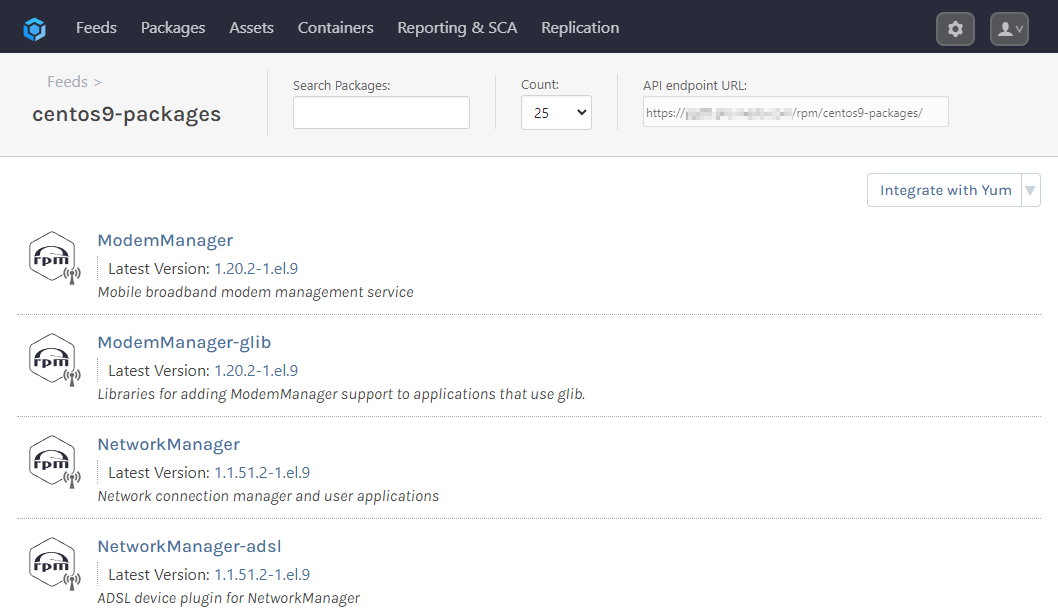 Feeds Packages Assets Containers Reporting & SCA Replication
Feeds >
centos9-packages
Search Packages:
Count:
25
API endpoint URL:
https:// /rpm/centos9-packages/
Integrate with Yum
rpm
ModemManager
Latest Version: 1.20.2-1.el.9
Mobile broadband modem management service
rpm
ModemManager-glib
Latest Version: 1.20.2-1.el.9
Libraries for adding ModemManager support to applications that use glib.
rpm
NetworkManager
Latest Version: 1.1.51.2-1.el.9
Network connection manager and user applications
rpm
NetworkManager-adsl
Latest Version: 1.1.51.2-1.el.9
ADSL device plugin for NetworkManager